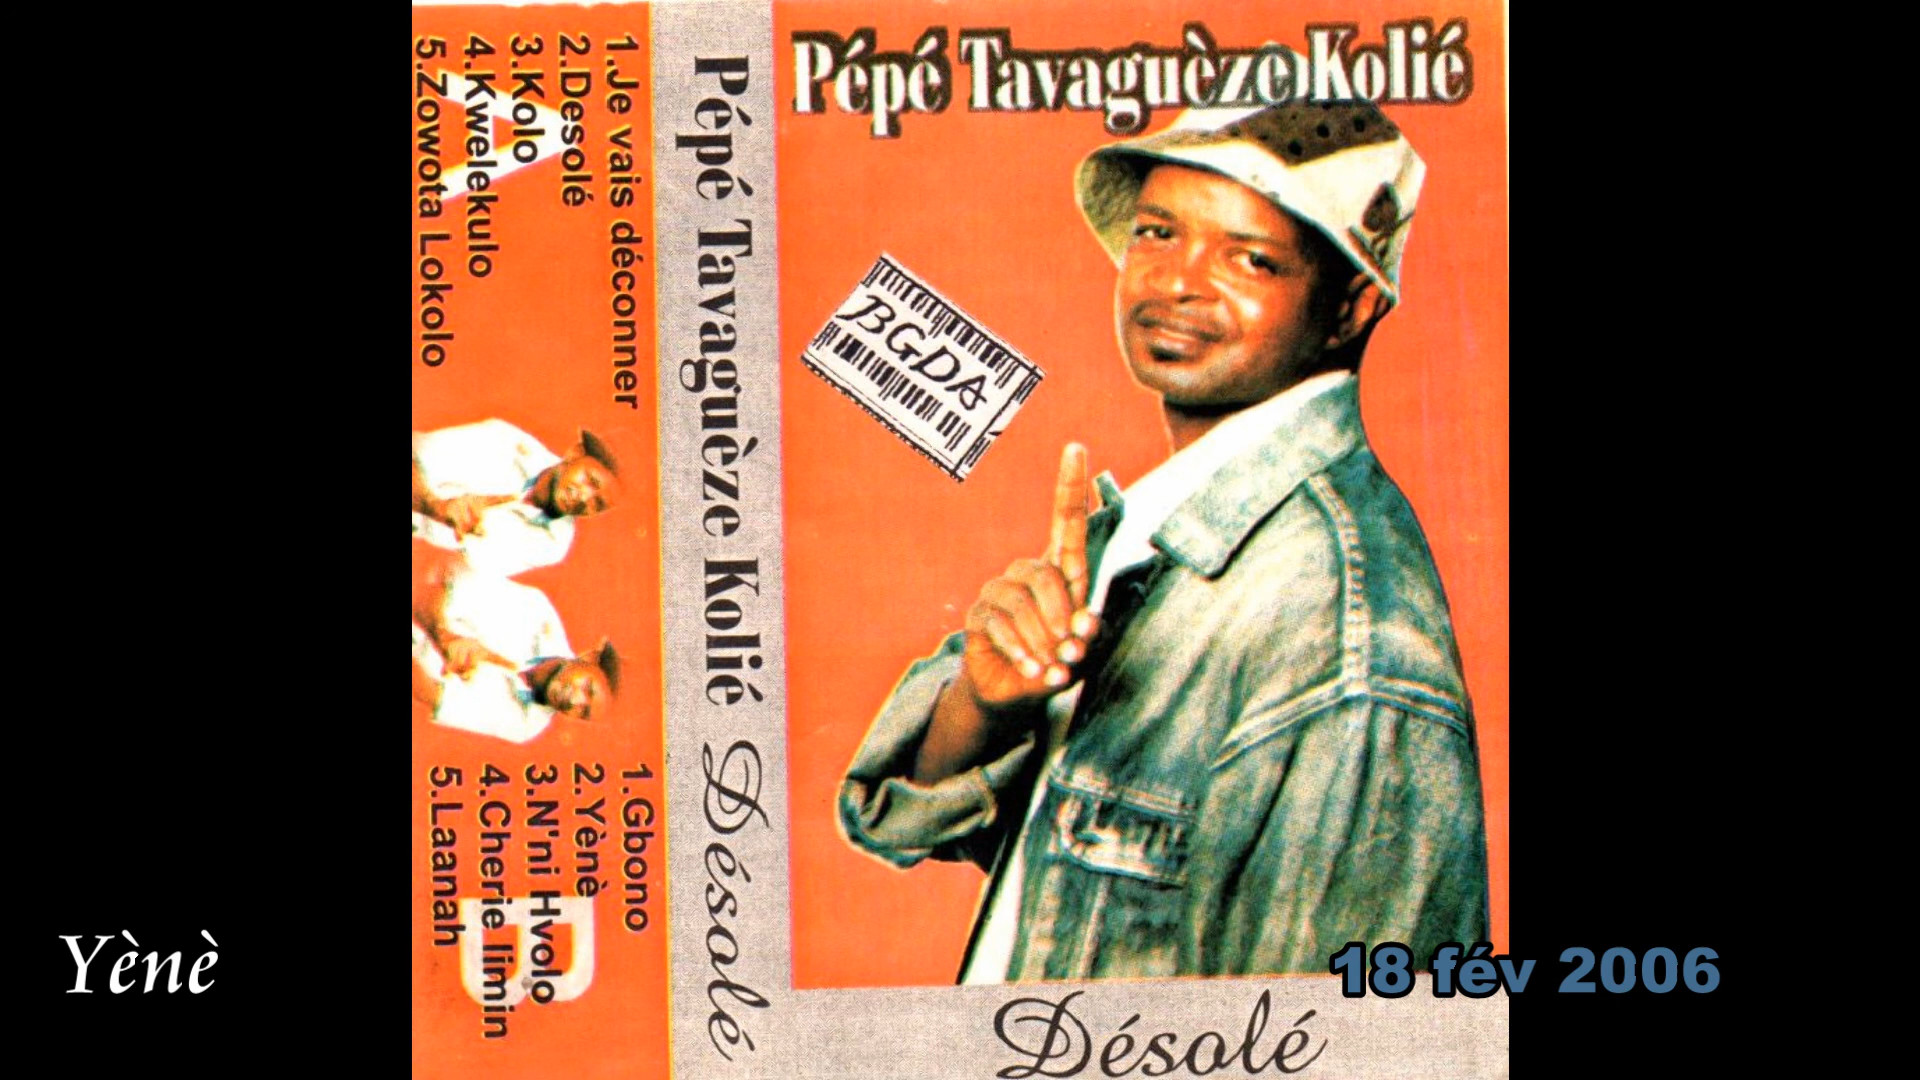 Pépé Tavaguèze Kolié
BGDA
Désolé
Pépé Tavaguèze Kolié Désolé
A
1.Je vais déconner
2.Desolé
3.Kolo
4.Kwelekulo
5.Zowota Lokolo
B
1.Gbono
2.Yènè
3.N'ni Hvolo
4.Cherie limin
5.Laanah
Yènè
18 fév 2006